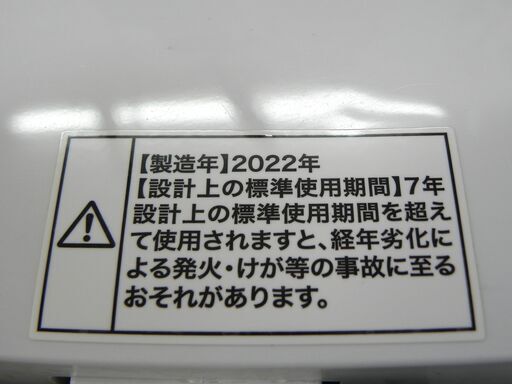 【製造年】2022年
【設計上の標準使用期間】7年
設計上の標準使用期間を超え
て使用されますと、経年劣化に
よる発火・けが等の事故に至る
おそれがあります。